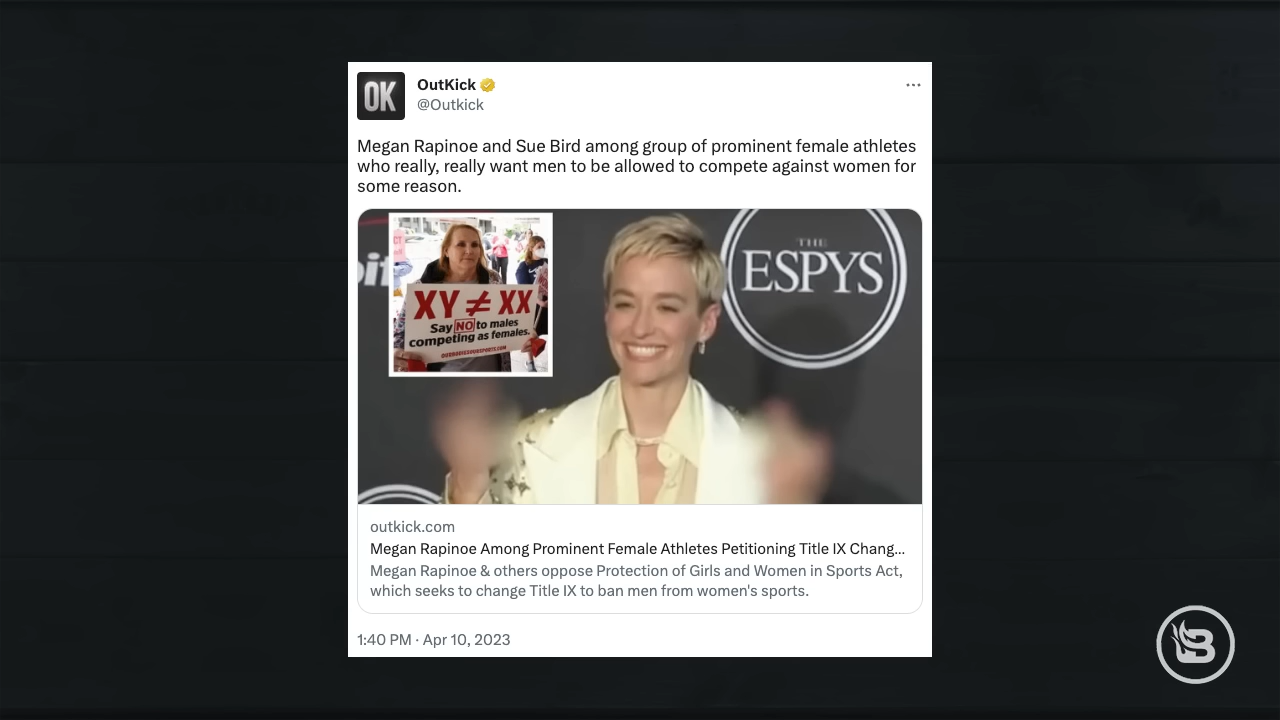 OK
OutKick
@Outkick
Megan Rapinoe and Sue Bird among group of prominent female athletes
who really, really want men to be allowed to compete against women for
some reason.
XY ≠ XX
Say NO to males
competing as females.
THE
ESPYS
outkick.com
Megan Rapinoe Among Prominent Female Athletes Petitioning Title IX Chang...
Megan Rapinoe & others oppose Protection of Girls and Women in Sports Act,
which seeks to change Title IX to ban men from women's sports.
1:40 PM · Apr 10, 2023
B